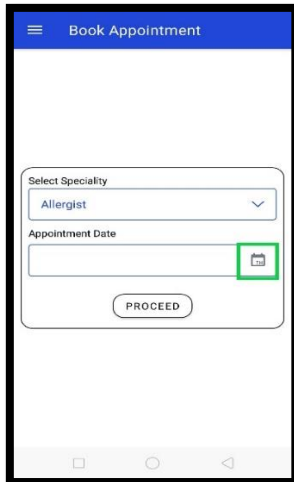 Book Appointment
Select Speciality
Allergist
Appointment Date
PROCEED